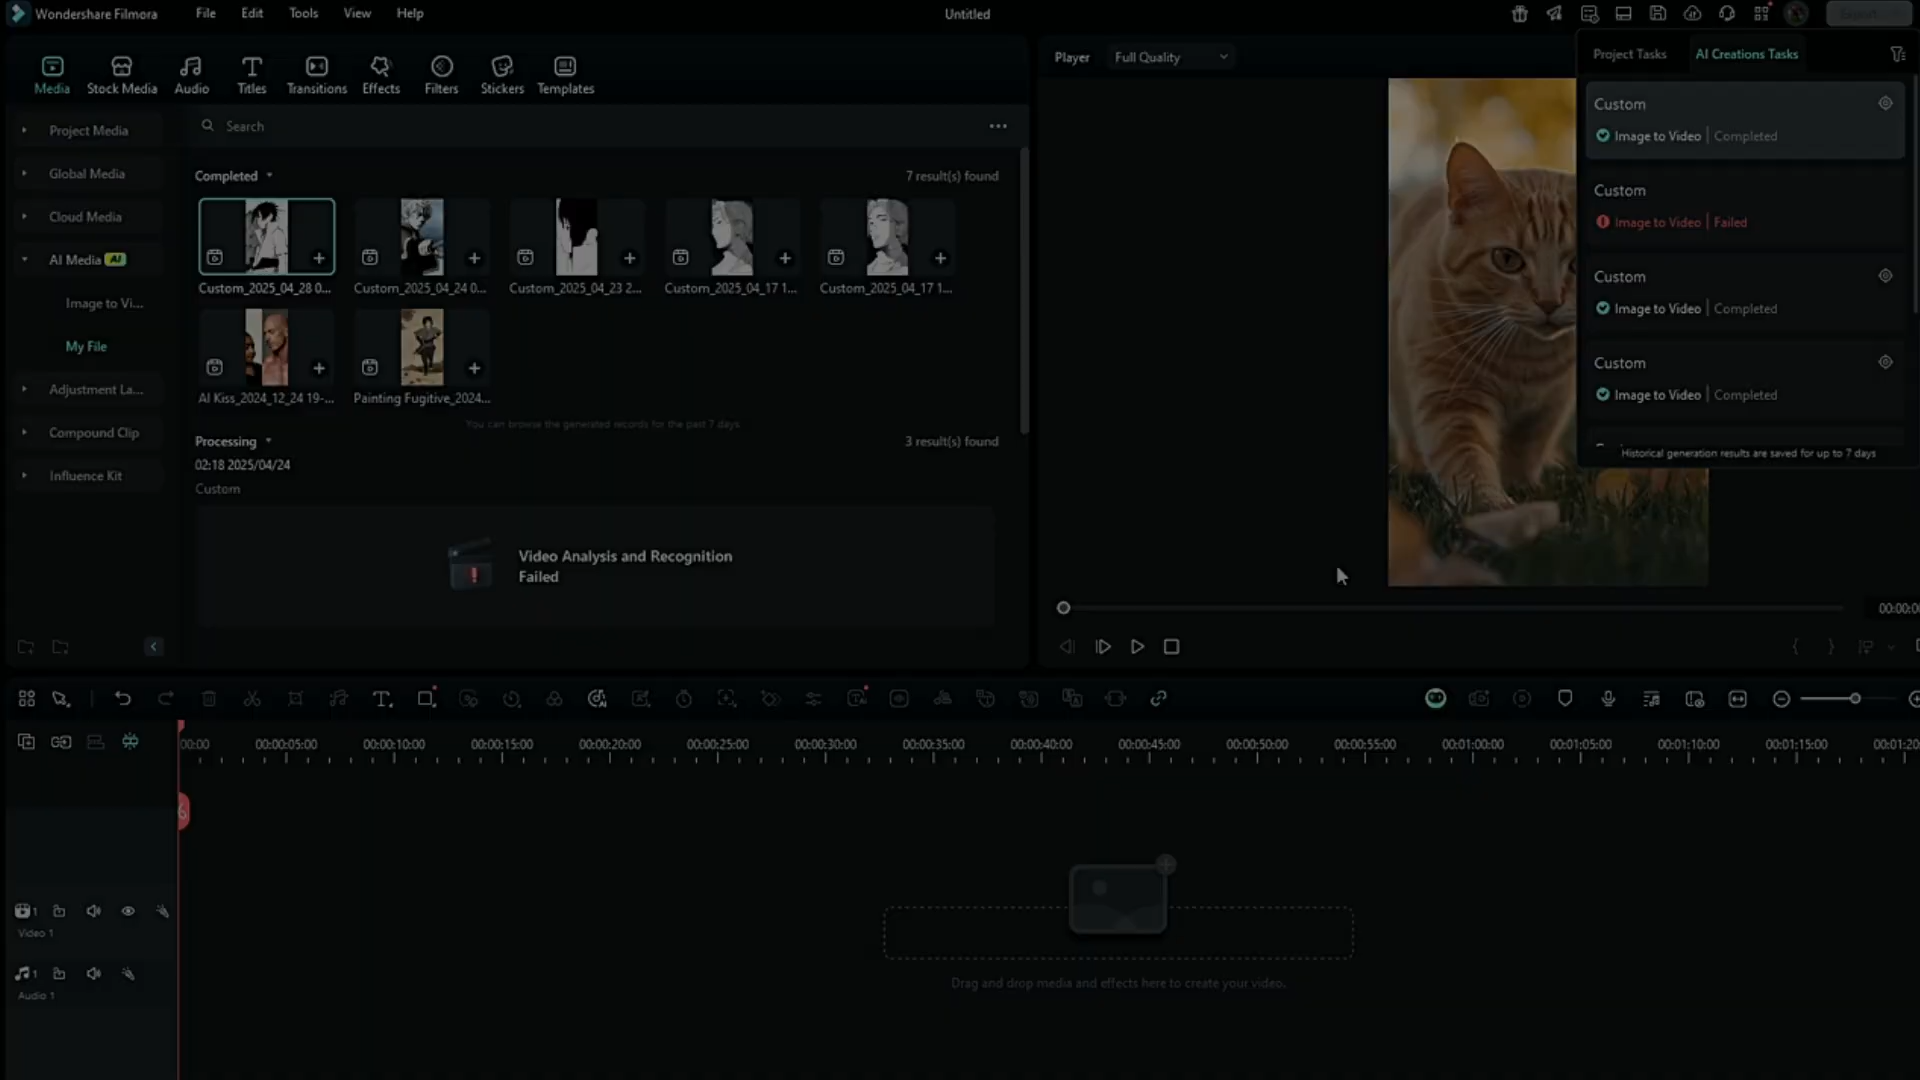 Wondershare Filmora File Edit Tools View Help Untitled
Media Stock Media Audio Titles Transitions Effects Filters Stickers Templates
Project Media
Global Media
Cloud Media
AI Media AI
Image to Vi...
My File
Adjustment La...
Compound Clip
Influence Kit
Search
Completed 7 result(s) found
Custom_2025_04_28 0... Custom_2025_04_24 0... Custom_2025_04_23 2... Custom_2025_04_17 1... Custom_2025_04_17 1...
AI Kiss_2024_12_24 19-... Painting Fugitive_2024...
You can browse the generated records for the past 7 days
Processing 3 result(s) found
02:18 2025/04/24
Custom
Video Analysis and Recognition
Failed
Player Full Quality
Project Tasks AI Creations Tasks
Custom
Image to Video | Completed
Custom
Image to Video | Failed
Custom
Image to Video | Completed
Custom
Image to Video | Completed
Historical generation results are saved for up to 7 days
00:00:0
00:00 00:00:05:00 00:00:10:00 00:00:15:00 00:00:20:00 00:00:25:00 00:00:30:00 00:00:35:00 00:00:40:00 00:00:45:00 00:00:50:00 00:00:55:00 00:01:00:00 00:01:05:00 00:01:10:00 00:01:15:00 00:01:20:
1
Video 1
1
Audio 1
Drag and drop media and effects here to create your video.